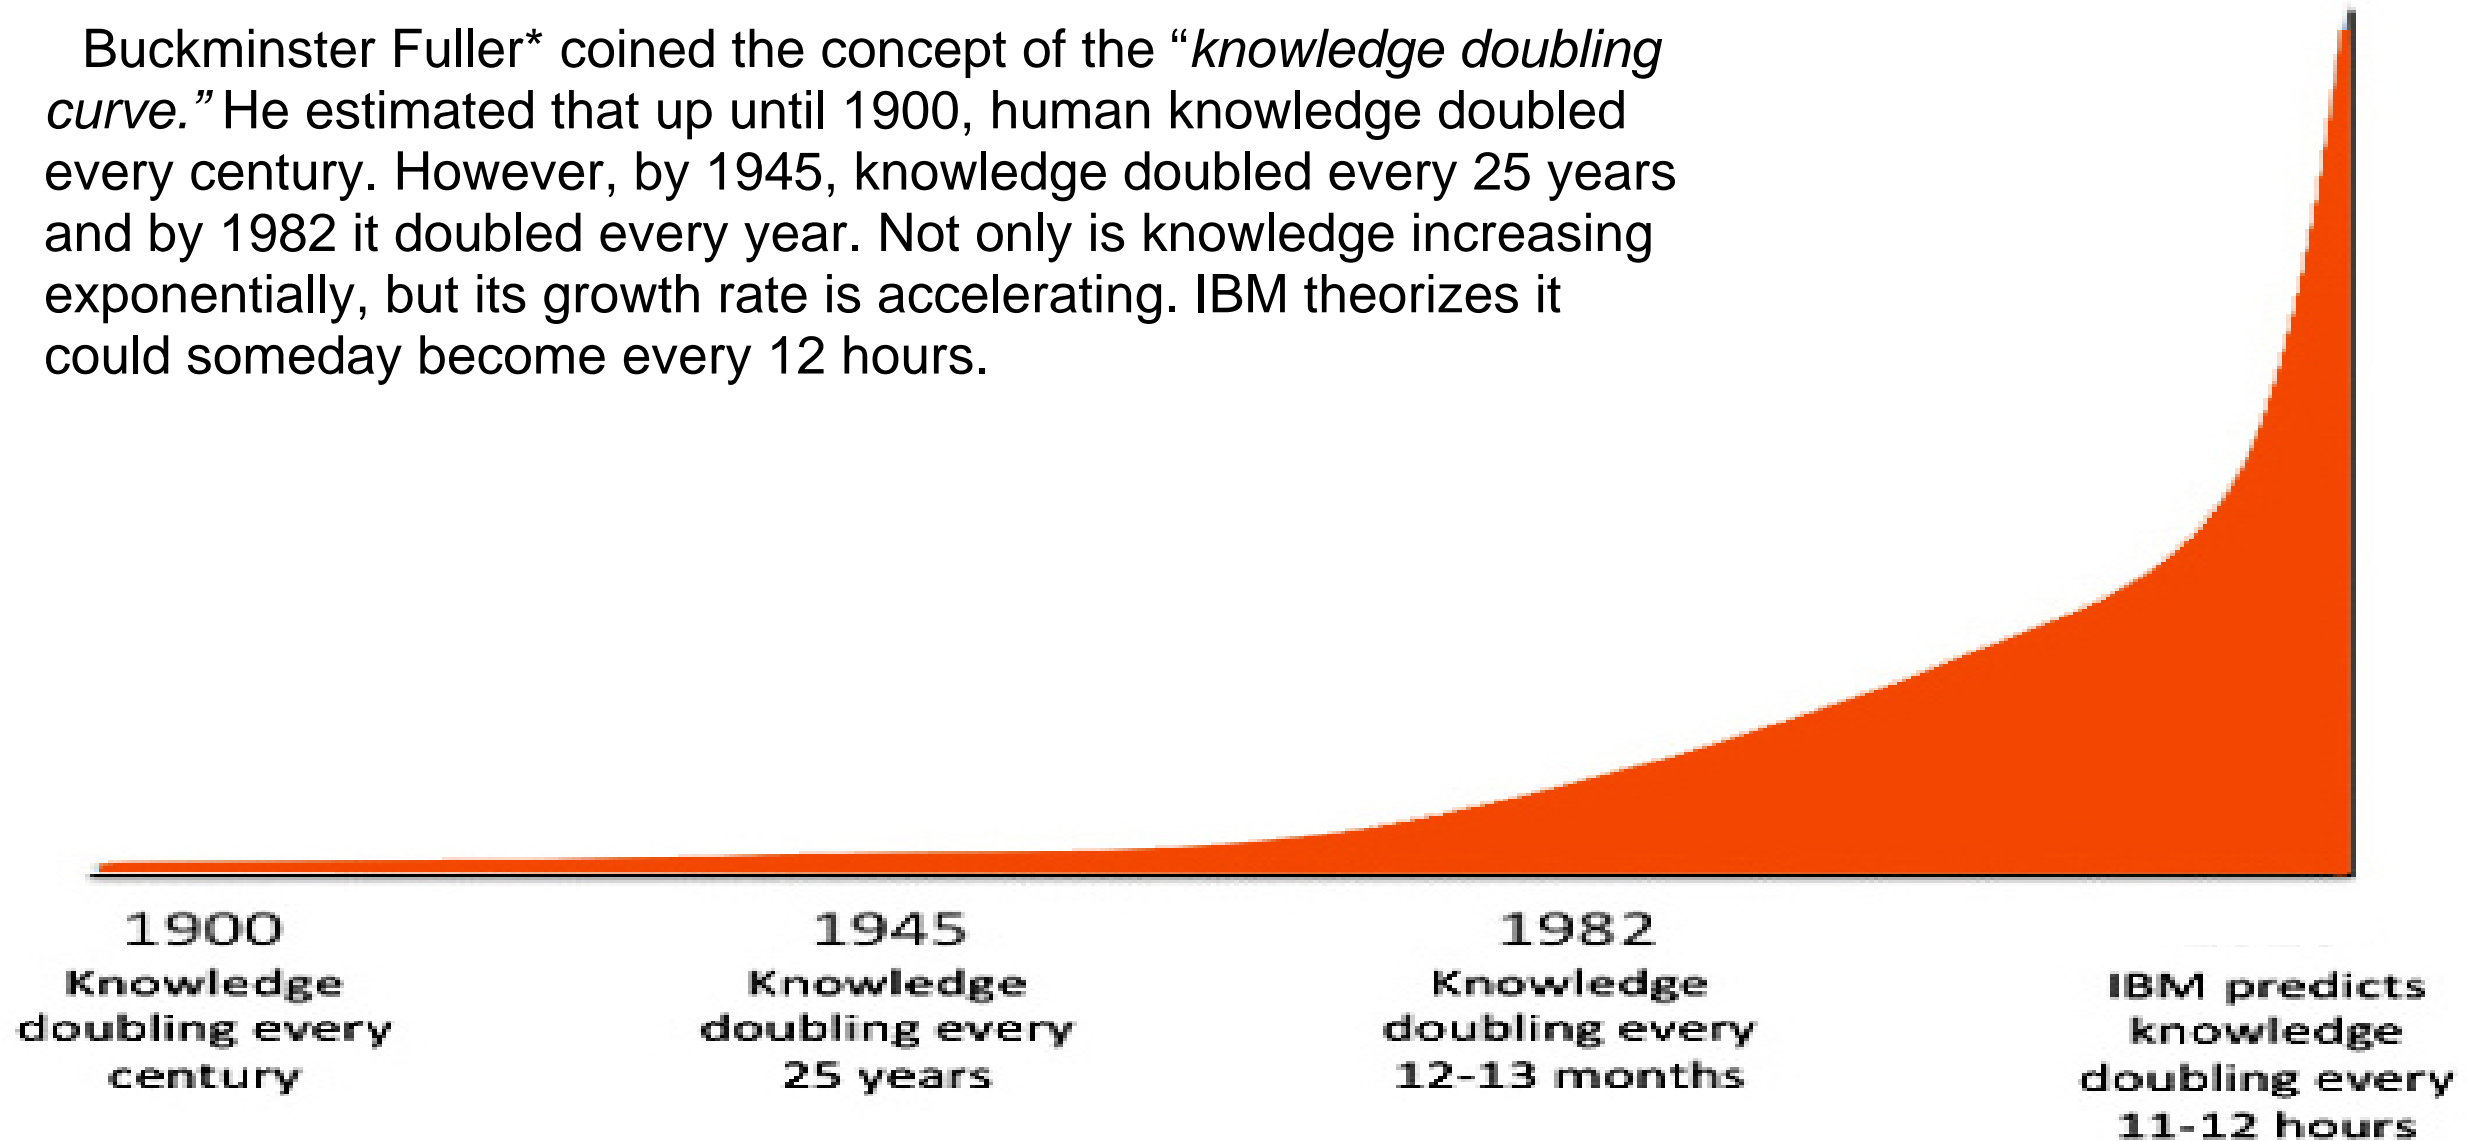 Buckminster Fuller* coined the concept of the “knowledge doubling
curve.” He estimated that up until 1900, human knowledge doubled
every century. However, by 1945, knowledge doubled every 25 years
and by 1982 it doubled every year. Not only is knowledge increasing
exponentially, but its growth rate is accelerating. IBM theorizes it
could someday become every 12 hours.
1900
Knowledge
doubling every
century
1945
Knowledge
doubling every
25 years
1982
Knowledge
doubling every
12-13 months
IBM predicts
knowledge
doubling every
11-12 hours